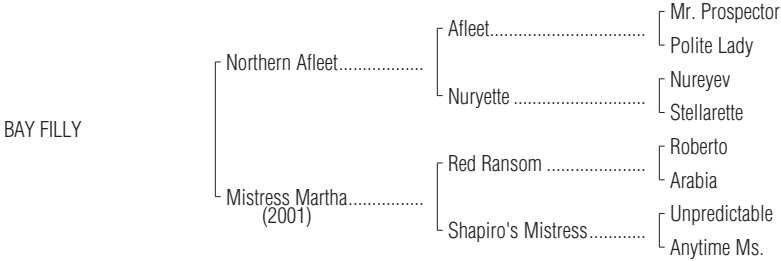 Mr. Prospector
Afleet................................
Polite Lady
Northern Afleet..................
Nureyev
Nuryette ...........................
Stellarette
BAY FILLY
Roberto
Red Ransom ....................
Arabia
Mistress Martha................
(2001)
Unpredictable
Shapiro's Mistress............
Anytime Ms.